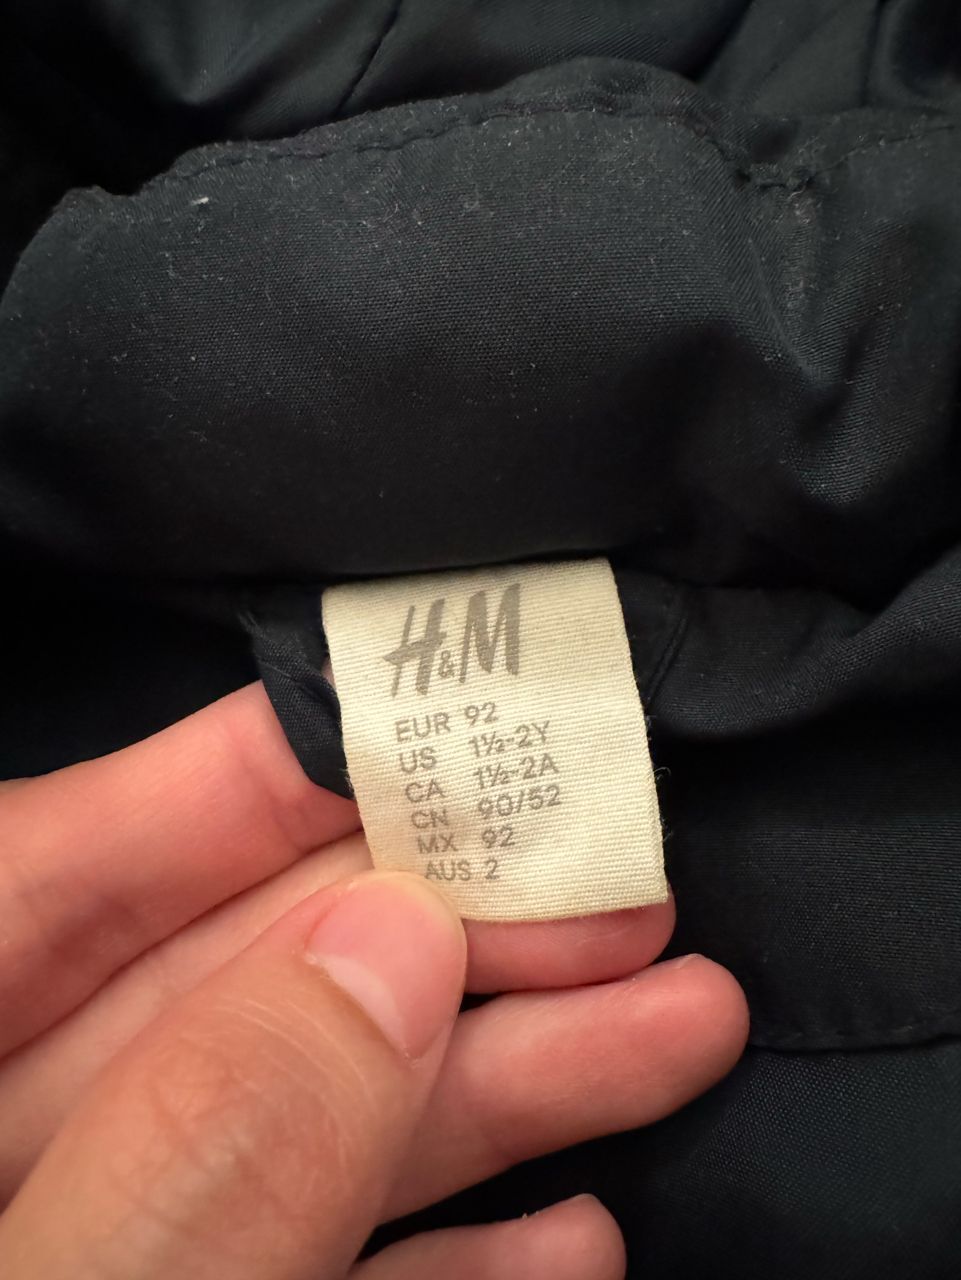 H&M
EUR 92
US 1½-2Y
CA 1½-2A
CN 90/52
MX 92
AUS 2